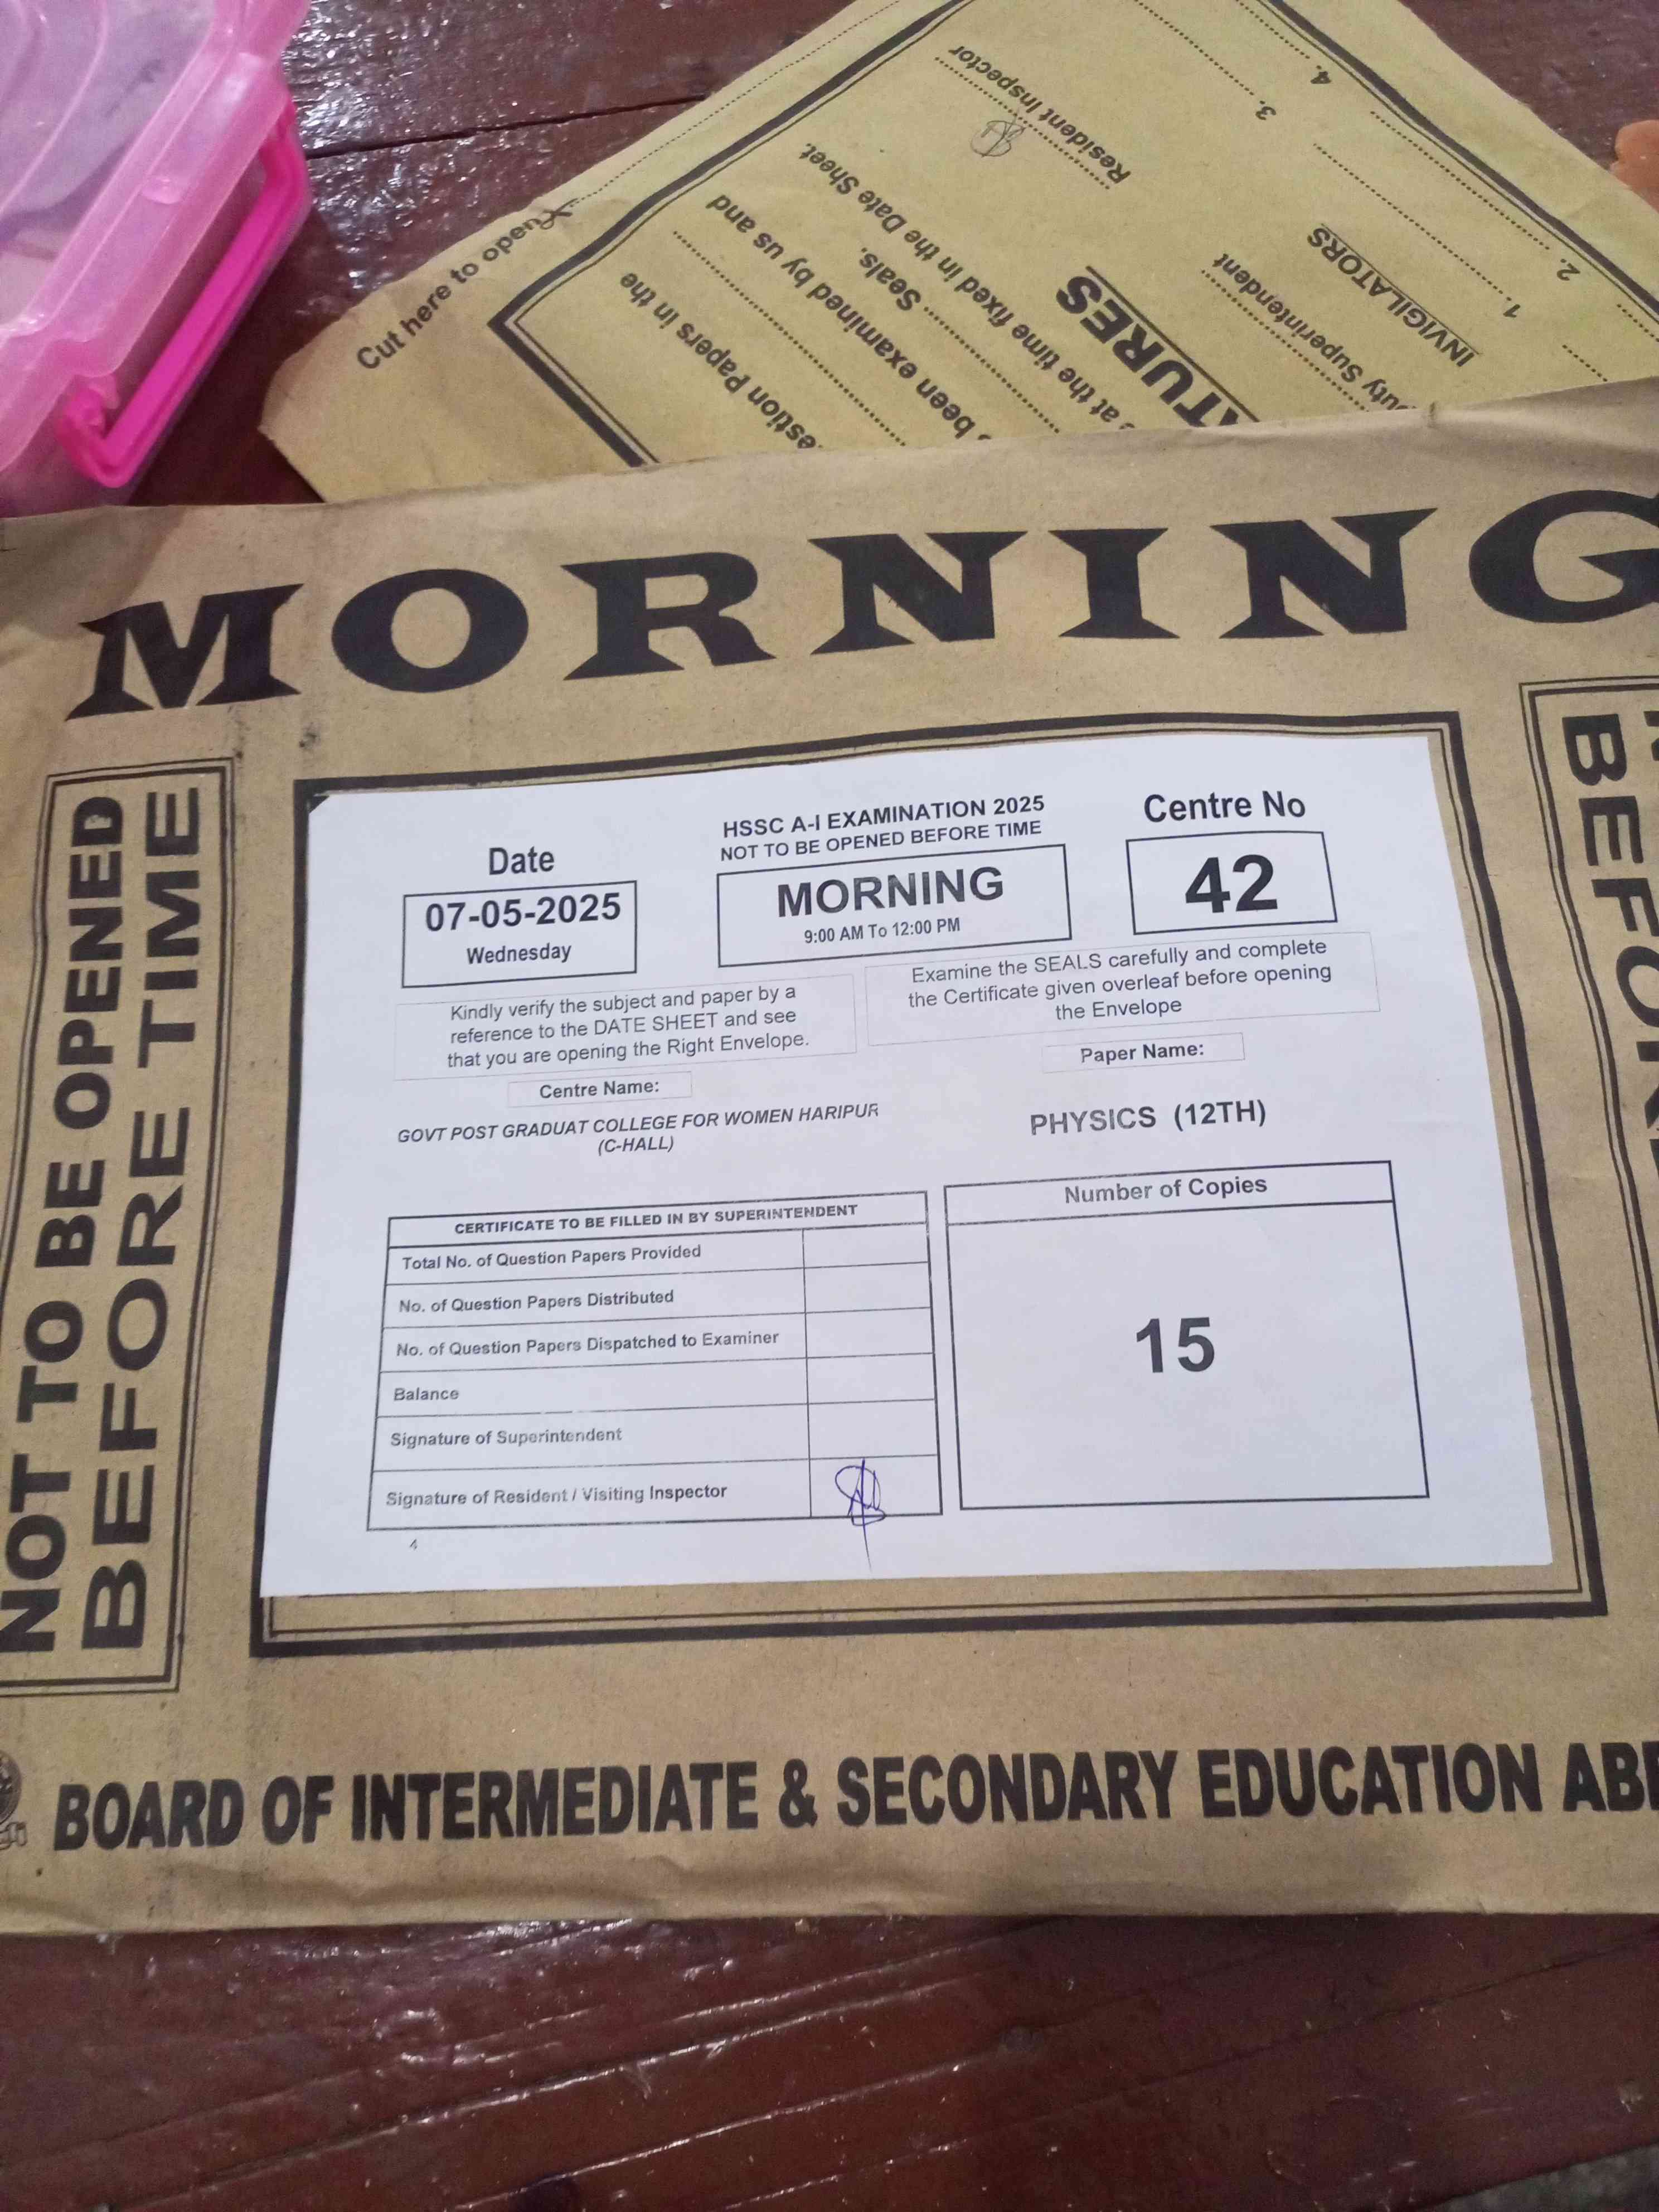 Cut here to open
4.
3.
2.
1.
Resident Inspector
INVIGILATORS
Superintendent
TURES
at the time fixed in the Date Sheet.
Seals.
been examined by us and
Papers in the
MORNING
NOT TO BE OPENED
BEFORE TIME
HSSC A-I EXAMINATION 2025
NOT TO BE OPENED BEFORE TIME
Date
07-05-2025
Wednesday
MORNING
9:00 AM To 12:00 PM
Centre No
42
Kindly verify the subject and paper by a
reference to the DATE SHEET and see
that you are opening the Right Envelope.
Examine the SEALS carefully and complete
the Certificate given overleaf before opening
the Envelope
Centre Name:
GOVT POST GRADUAT COLLEGE FOR WOMEN HARIPUR
(C-HALL)
Paper Name:
PHYSICS (12TH)
CERTIFICATE TO BE FILLED IN BY SUPERINTENDENT
Total No. of Question Papers Provided
No. of Question Papers Distributed
No. of Question Papers Dispatched to Examiner
Balance
Signature of Superintendent
Signature of Resident / Visiting Inspector
Number of Copies
15
4
BOARD OF INTERMEDIATE & SECONDARY EDUCATION